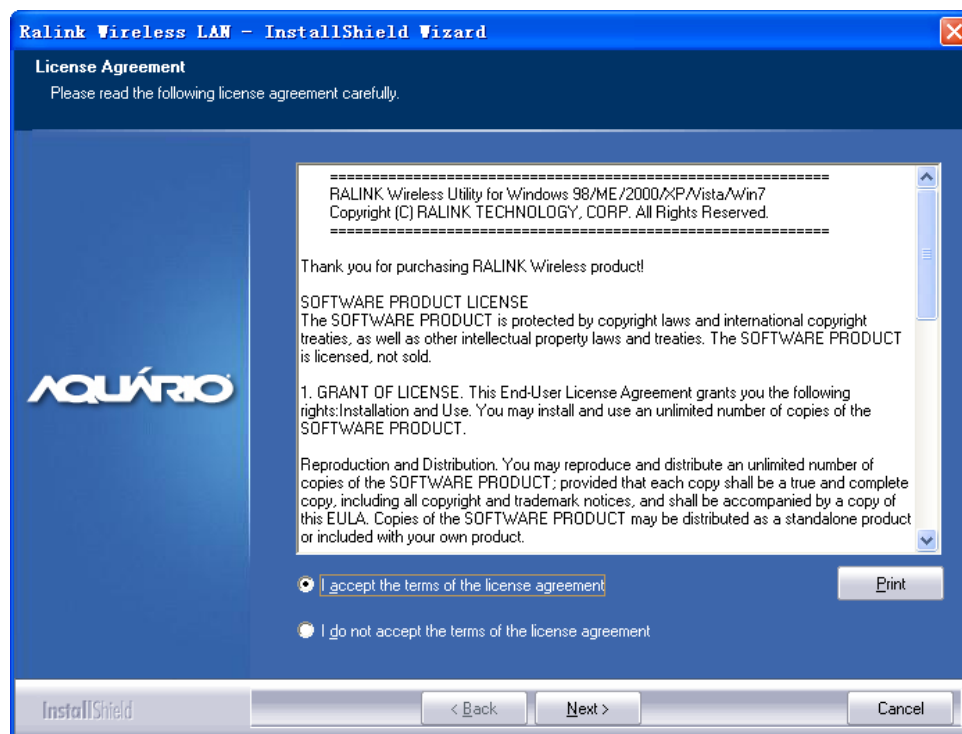 Ralink Wireless LAN - InstallShield Wizard
License Agreement
Please read the following license agreement carefully.
============================================================
RALINK Wireless Utility for Windows 98/ME/2000/XP/Vista/Win7
Copyright (C) RALINK TECHNOLOGY, CORP. All Rights Reserved.
============================================================
Thank you for purchasing RALINK Wireless product!
SOFTWARE PRODUCT LICENSE
The SOFTWARE PRODUCT is protected by copyright laws and international copyright
treaties, as well as other intellectual property laws and treaties. The SOFTWARE PRODUCT
is licensed, not sold.
1. GRANT OF LICENSE. This End-User License Agreement grants you the following
rights:Installation and Use. You may install and use an unlimited number of copies of the
SOFTWARE PRODUCT.
Reproduction and Distribution. You may reproduce and distribute an unlimited number of
copies of the SOFTWARE PRODUCT; provided that each copy shall be a true and complete
copy, including all copyright and trademark notices, and shall be accompanied by a copy of
this EULA. Copies of the SOFTWARE PRODUCT may be distributed as a standalone product
or included with your own product.
AQUÁRIO
I accept the terms of the license agreement
Print
I do not accept the terms of the license agreement
InstallShield
< Back
Next >
Cancel